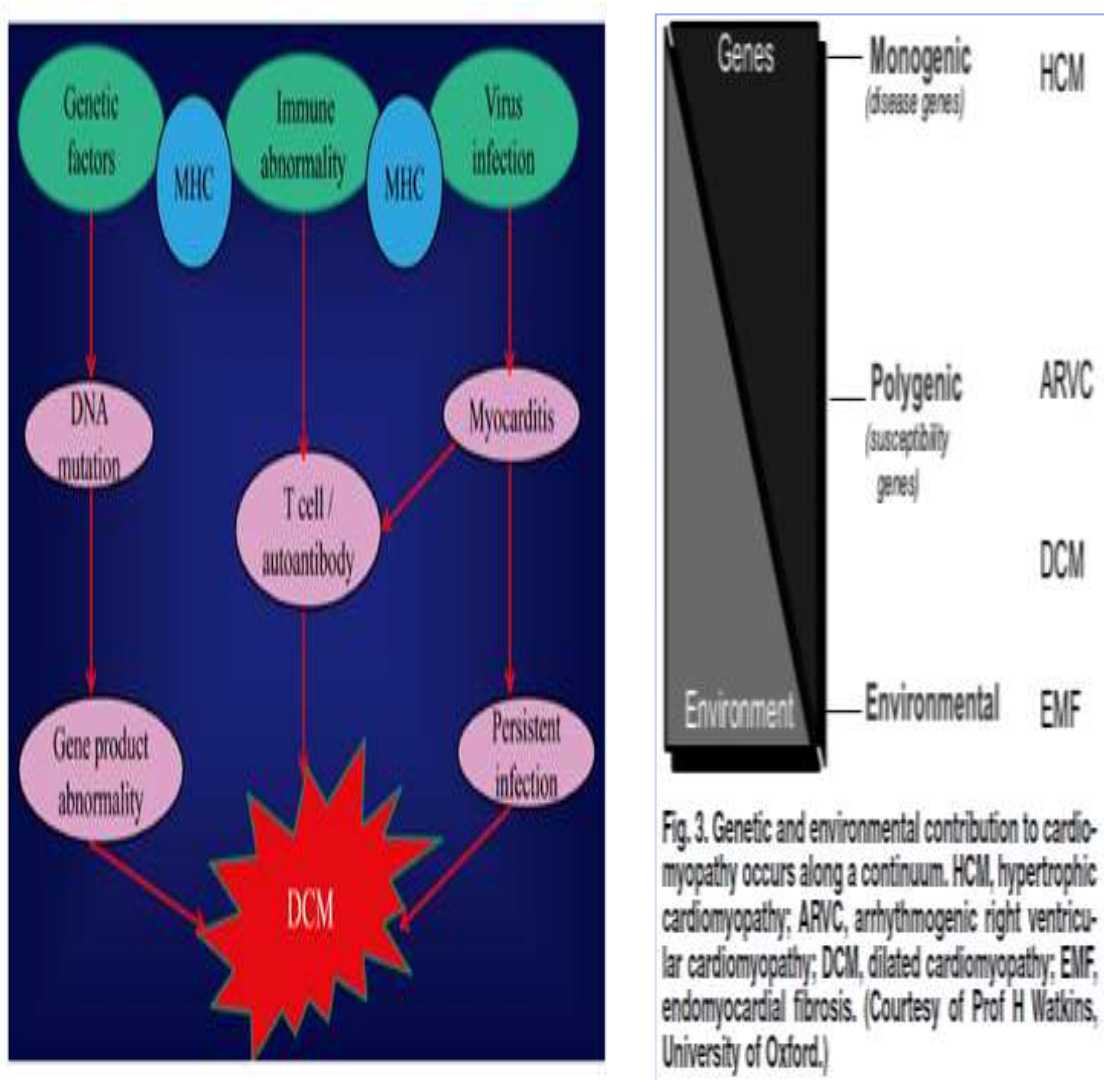 Genetic
factors
MHC
Immune
abnormality
MHC
Virus
infection
DNA
mutation
Myocarditis
T cell /
autoantibody
Gene product
abnormality
Persistent
infection
DCM
Genes
Monogenic
(disease genes)
HCM
Polygenic
(susceptibility
genes)
ARVC
DCM
Environment
Environmental
EMF
Fig. 3. Genetic and environmental contribution to cardio-
myopathy occurs along a continuum. HCM, hypertrophic
cardiomyopathy; ARVC, arrhythmogenic right ventricu-
lar cardiomyopathy; DCM, dilated cardiomyopathy; EMF,
endomyocardial fibrosis. (Courtesy of Prof H Watkins,
University of Oxford.)